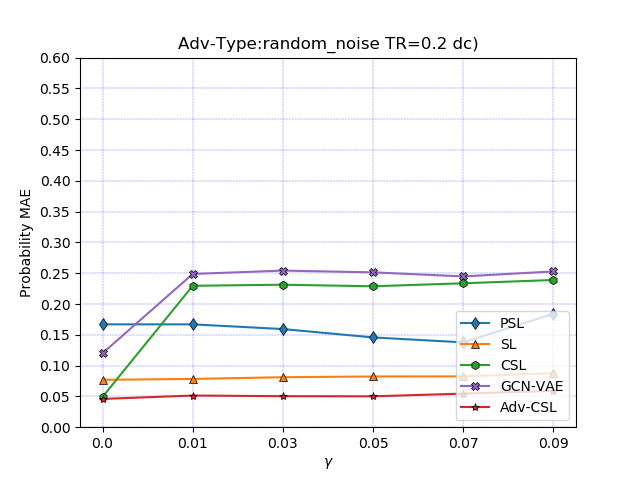 Adv-Type:random_noise TR=0.2 dc)
0.60
0.55
0.50
0.45
0.40
0.35
0.30
0.25
0.20
0.15
0.10
0.05
0.00
Probability MAE
PSL
SL
CSL
GCN-VAE
Adv-CSL
0.0 0.01 0.03 0.05 0.07 0.09
γ